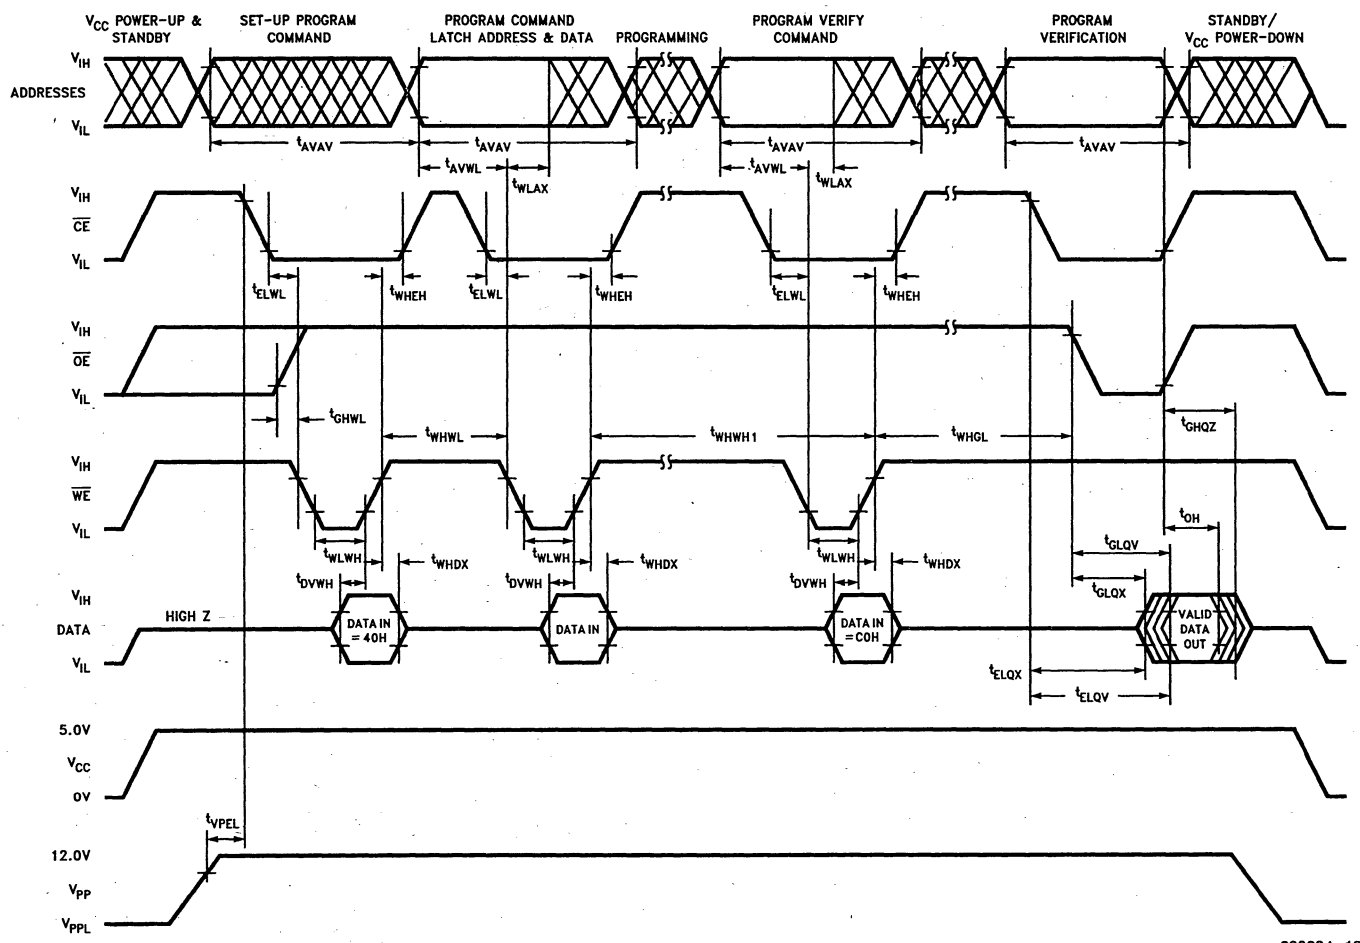 VCC POWER-UP & STANDBY
SET-UP PROGRAM COMMAND
PROGRAM COMMAND LATCH ADDRESS & DATA
PROGRAMMING
PROGRAM VERIFY COMMAND
PROGRAM VERIFICATION
STANDBY/ VCC POWER-DOWN
VIH
ADDRESSES
VIL
tAVAV
tAVAV
tAVAV
tAVAV
tAVWL
tWLAX
tAVWL
tWLAX
VIH
CE
VIL
tELWL
tWHEH
tELWL
tWHEH
tELWL
tWHEH
VIH
OE
VIL
tGHWL
tWHWL
tWHWH1
tWHGL
tGHQZ
VIH
WE
VIL
tOH
tWLWH
tWLWH
tWLWH
tGLQV
tDVWH
tWHDX
tDVWH
tWHDX
tDVWH
tWHDX
tGLQX
VIH
DATA
VIL
HIGH Z
DATA IN = 40H
DATA IN
DATA IN =C0H
VALID DATA OUT
tELQX
tELQV
5.0V
VCC
0V
tVPEL
12.0V
VPP
VPPL